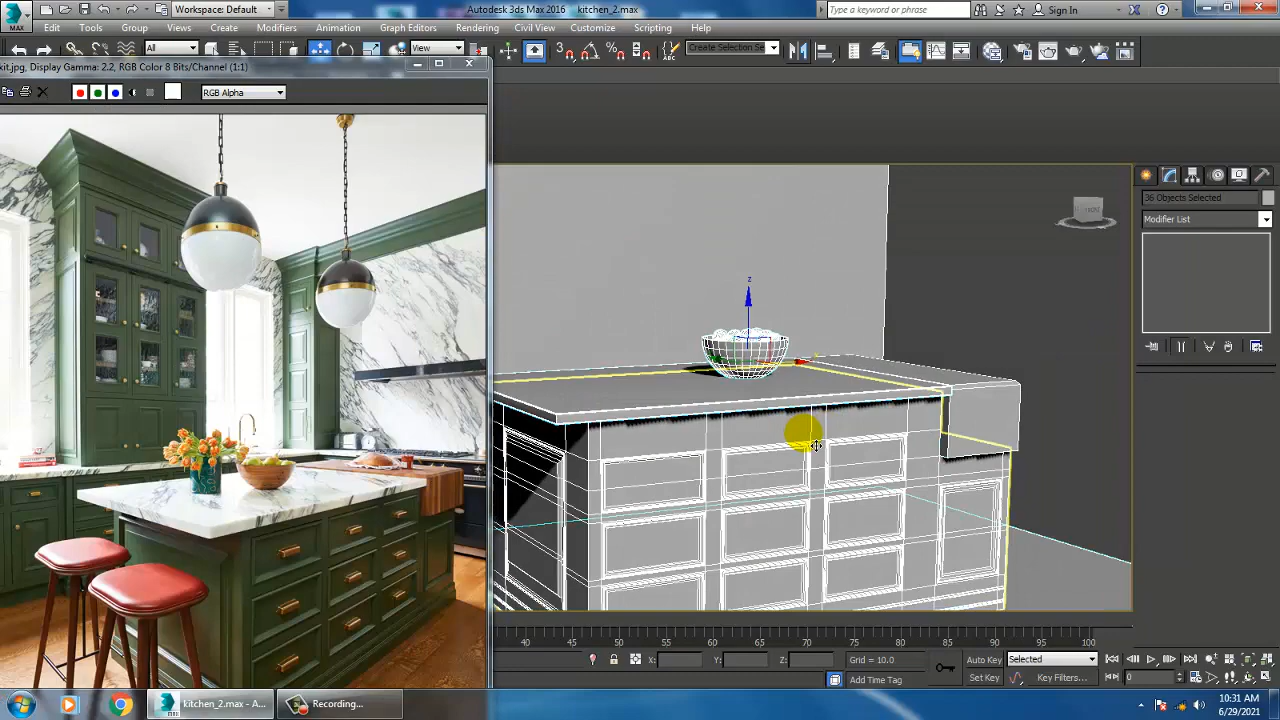 Workspace: Default
Autodesk 3ds Max 2016 kitchen_2.max
Type a keyword or phrase
Sign In
MAX
Edit Tools Group Views Create Modifiers Animation Graph Editors Rendering Civil View Customize Scripting Help
All
View
Create Selection Se
kit.jpg, Display Gamma: 2.2, RGB Color 8 Bits/Channel (1:1)
RGB Alpha
36 Objects Selected
Modifier List
z
40 45 50 55 60 65 70 75 80 85 90 95 100
X: Y: Z: Grid = 10.0
Auto Key Selected
Add Time Tag
Set Key Key Filters...
0
kitchen_2.max - A...
Recording...
10:31 AM
6/29/2021